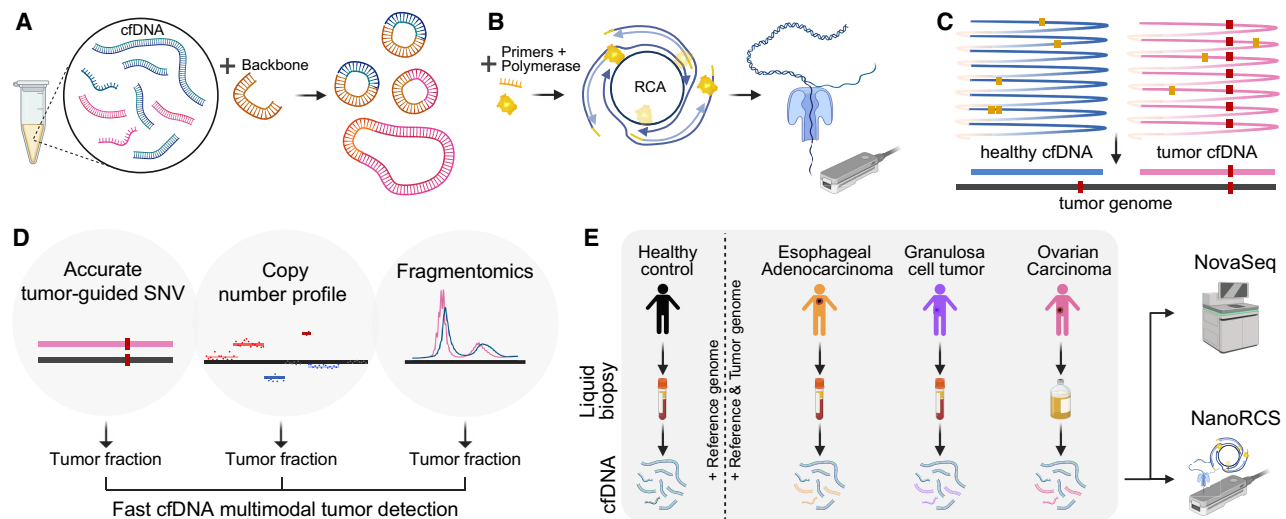 A
cfDNA
+ Backbone
B
+ Primers +
Polymerase
RCA
C
healthy cfDNA
tumor cfDNA
tumor genome
D
Accurate
tumor-guided SNV
Copy
number profile
Fragmentomics
Tumor fraction
Tumor fraction
Tumor fraction
Fast cfDNA multimodal tumor detection
E
Healthy
control
Esophageal
Adenocarcinoma
Granulosa
cell tumor
Ovarian
Carcinoma
Liquid
biopsy
cfDNA
+ Reference genome
+ Reference & Tumor genome
NovaSeq
NanoRCS